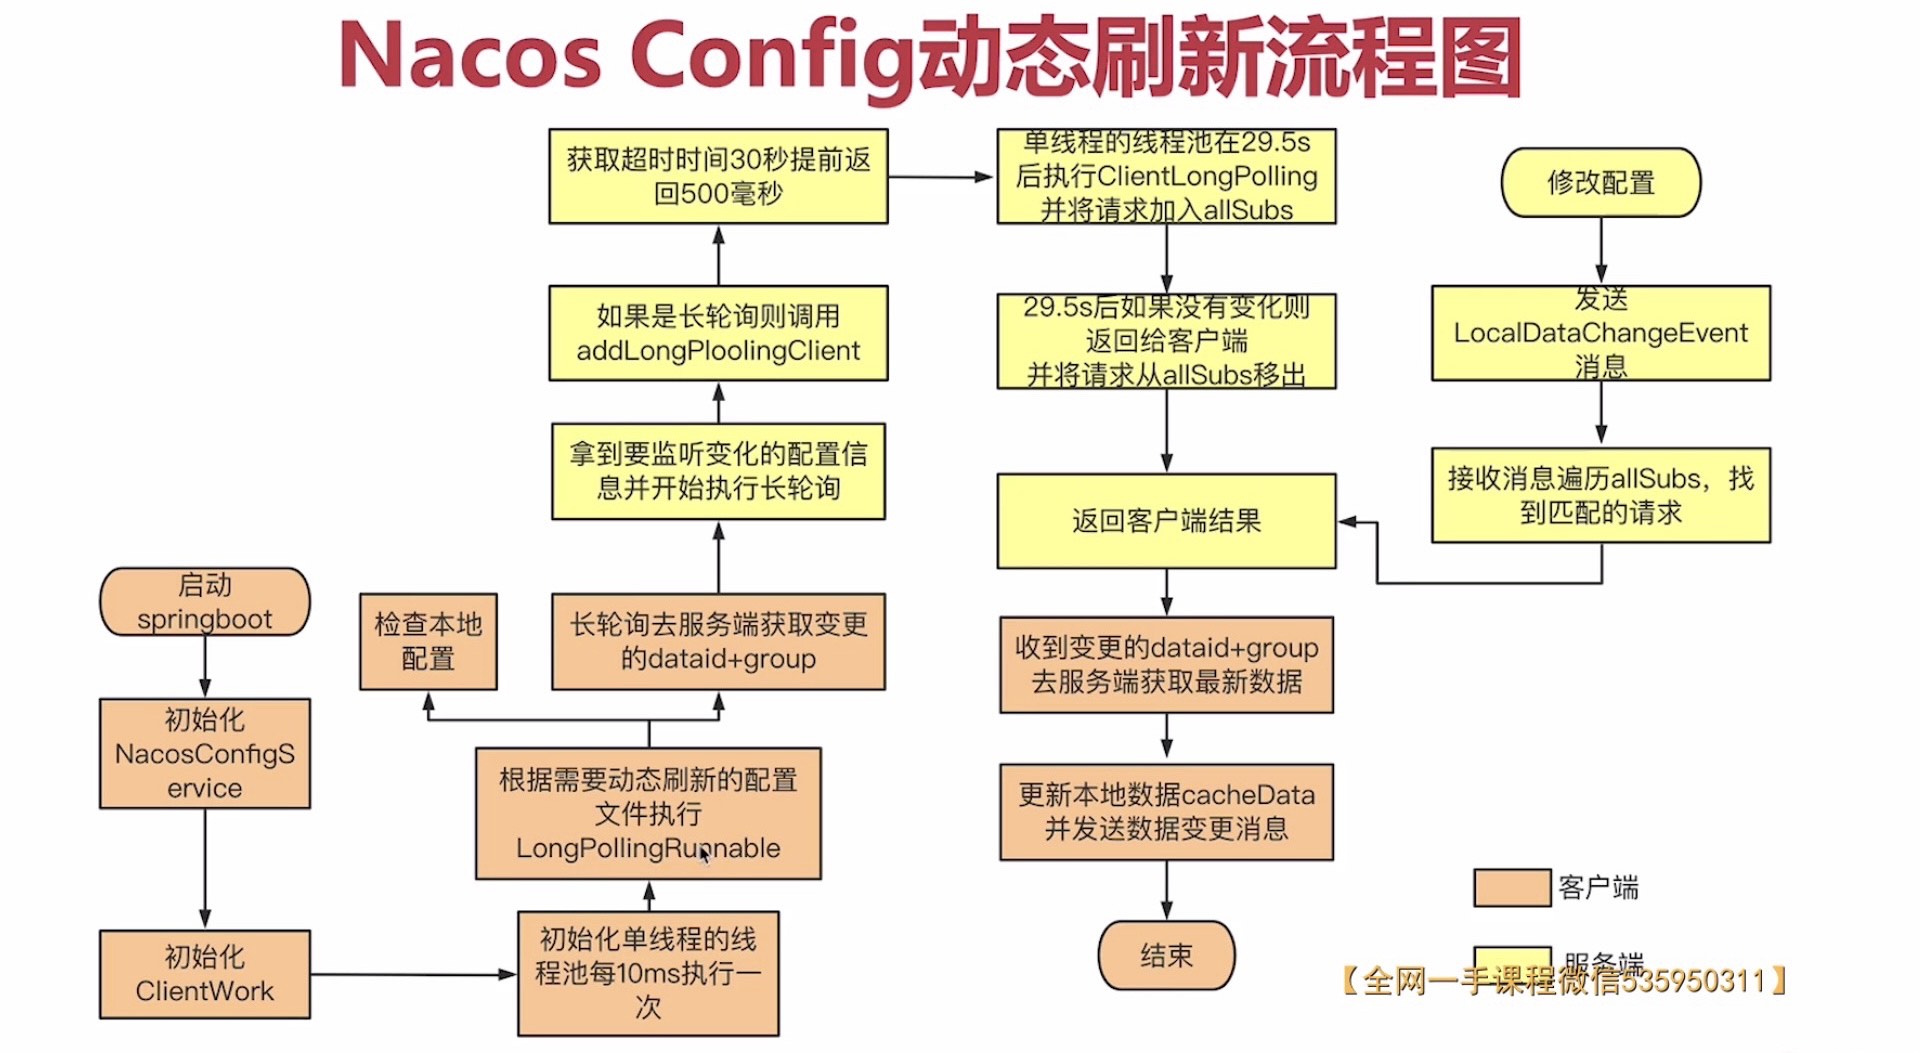 Nacos Config动态刷新流程图
启动
springboot
初始化
NacosConfigS
ervice
初始化
ClientWork
初始化单线程的线
程池每10ms执行一
次
根据需要动态刷新的配置
文件执行
LongPollingRunnable
检查本地
配置
长轮询去服务端获取变更
的dataid+group
拿到要监听变化的配置信
息并开始执行长轮询
如果是长轮询则调用
addLongPloolingClient
获取超时时间30秒提前返
回500毫秒
单线程的线程池在29.5s
后执行ClientLongPolling
并将请求加入allSubs
29.5s后如果没有变化则
返回给客户端
并将请求从allSubs移出
返回客户端结果
收到变更的dataid+group
去服务端获取最新数据
更新本地数据cacheData
并发送数据变更消息
结束
修改配置
发送
LocalDataChangeEvent
消息
接收消息遍历allSubs，找
到匹配的请求
客户端
服务端
【全网一手课程微信535950311】